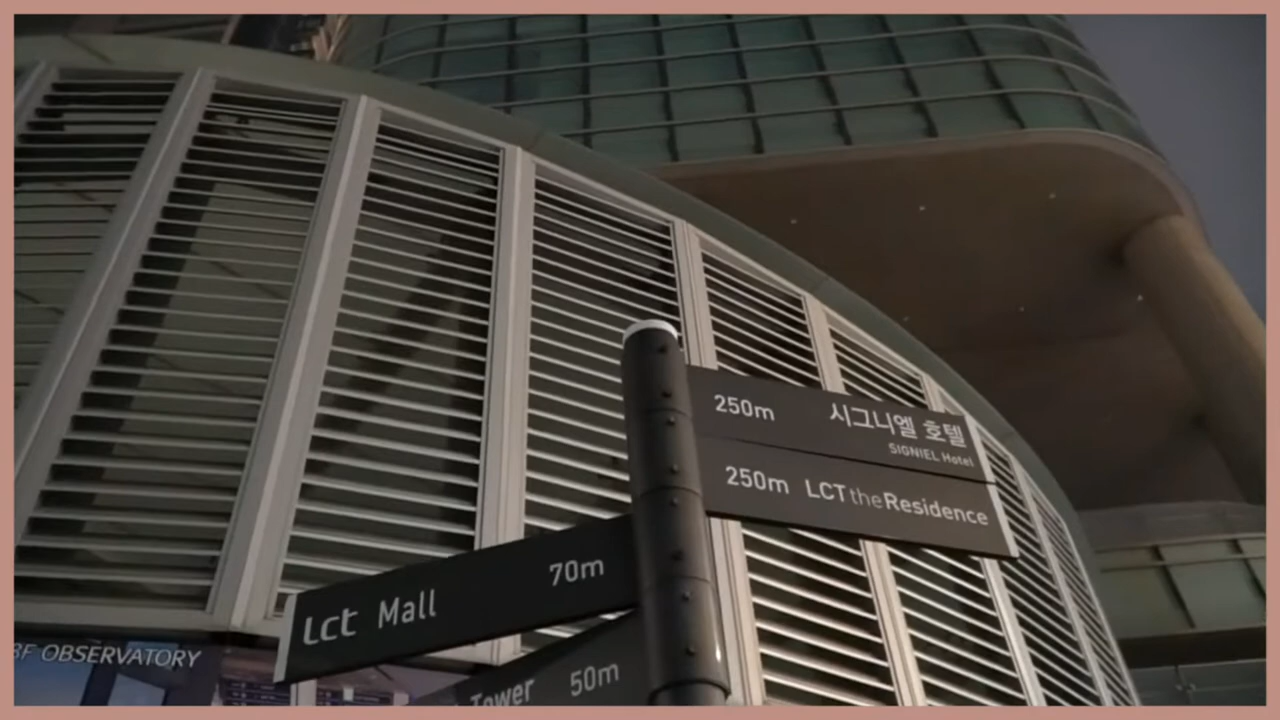 250m 시그니엘 호텔
SIGNIEL Hotel
250m LCT the Residence
Lct Mall 70m
Tower 50m
OBSERVATORY